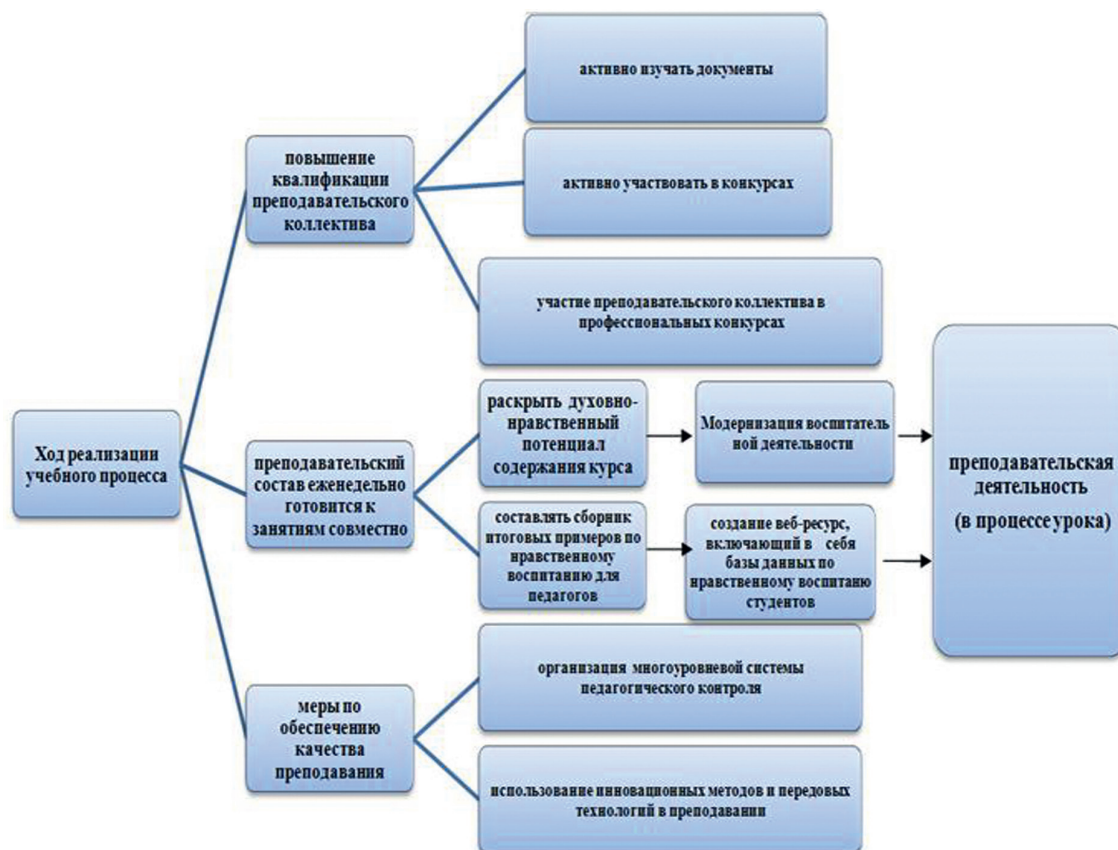 активно изучать документы
повышение
квалификации
преподавательского
коллектива
активно участвовать в конкурсах
участие преподавательского коллектива в
профессиональных конкурсах
Ход реализации
учебного процесса
преподавательский
состав еженедельно
готовится к
занятиям совместно
раскрыть духовно-
нравственный
потенциал
содержания курса
Модернизация воспитатель
ной деятельности
составлять сборник
итоговых примеров по
нравственному
воспитанию для
педагогов
создание веб-ресурс,
включающий в себя
базы данных по
нравственному воспитаню
студентов
преподавательская
деятельность
(в процессе урока)
меры по
обеспечению
качества
преподавания
организация многоуровневой системы
педагогического контроля
использование инновационных методов и передовых
технологий в преподавании